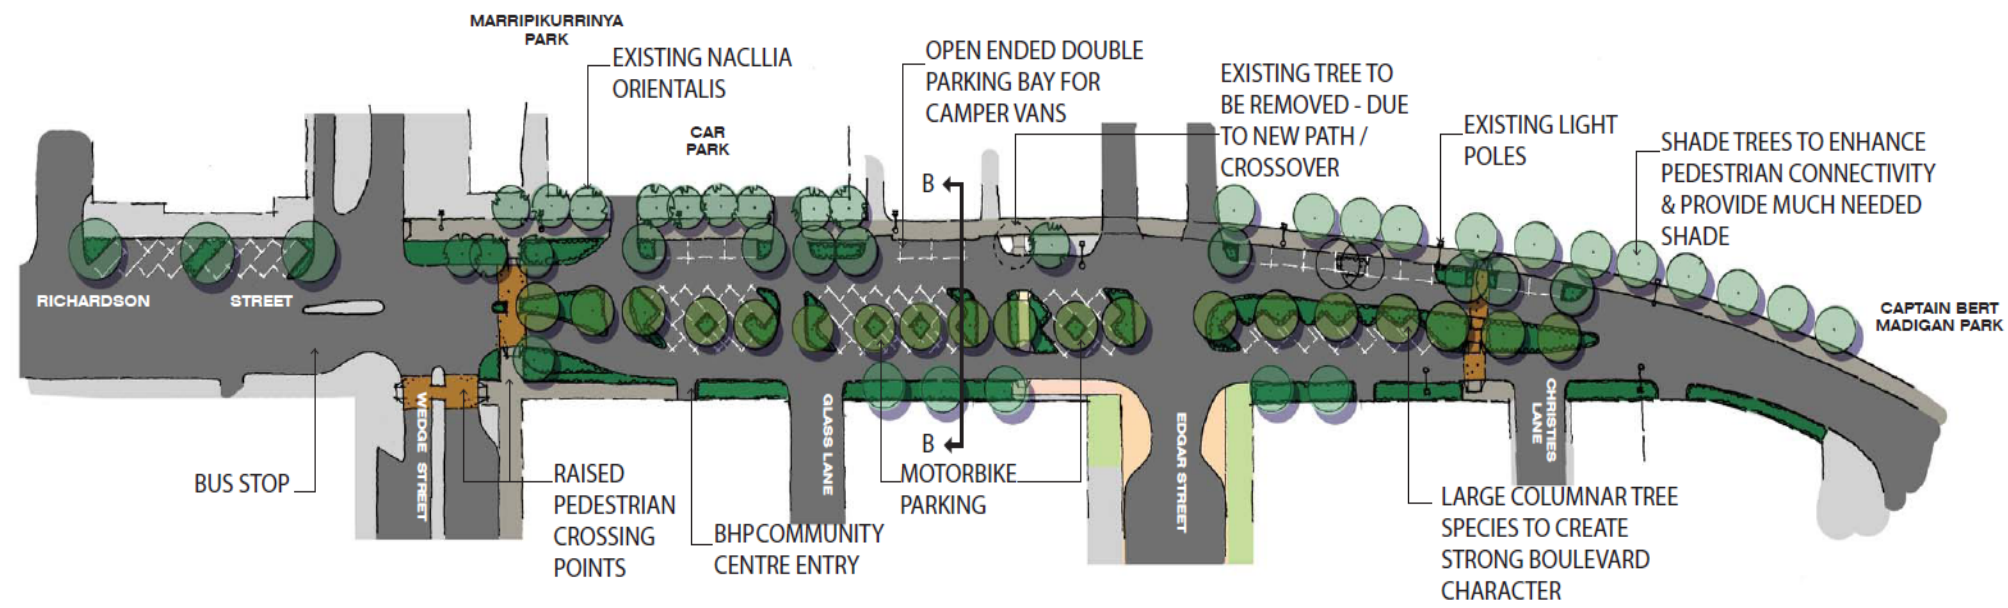 MARRIPIKURRINYA
PARK
EXISTING NACLLIA
ORIENTALIS
CAR
PARK
OPEN ENDED DOUBLE
PARKING BAY FOR
CAMPER VANS
EXISTING TREE TO
BE REMOVED - DUE
TO NEW PATH /
CROSSOVER
EXISTING LIGHT
POLES
SHADE TREES TO ENHANCE
PEDESTRIAN CONNECTIVITY
& PROVIDE MUCH NEEDED
SHADE
B
RICHARDSON STREET
CAPTAIN BERT
MADIGAN PARK
WEDGE STREET
GLASS LANE
EDGAR STREET
CHRISTIES
LANE
B
BUS STOP
RAISED
PEDESTRIAN
CROSSING
POINTS
BHPCOMMUNITY
CENTRE ENTRY
MOTORBIKE
PARKING
LARGE COLUMNAR TREE
SPECIES TO CREATE
STRONG BOULEVARD
CHARACTER